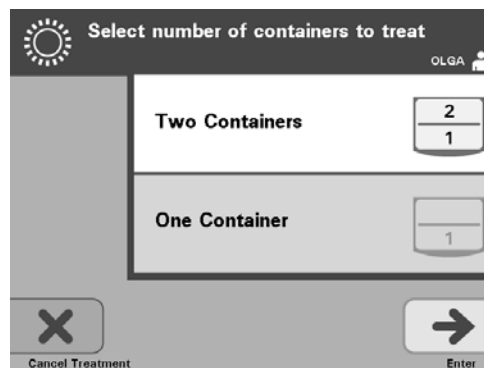 Select number of containers to treat
OLGA
Two Containers
2
1
One Container
1
Cancel Treatment
Enter